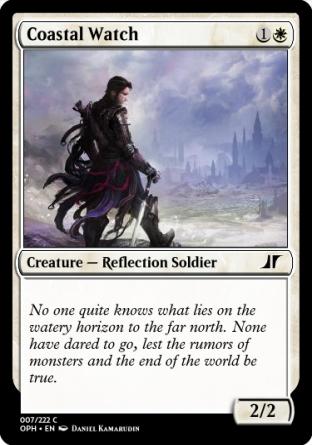 Coastal Watch 1
Creature — Reflection Soldier
No one quite knows what lies on the
watery horizon to the far north. None
have dared to go, lest the rumors of
monsters and the end of the world be
true.
2/2
007/222 C
OPH • EN Daniel Kamarudin